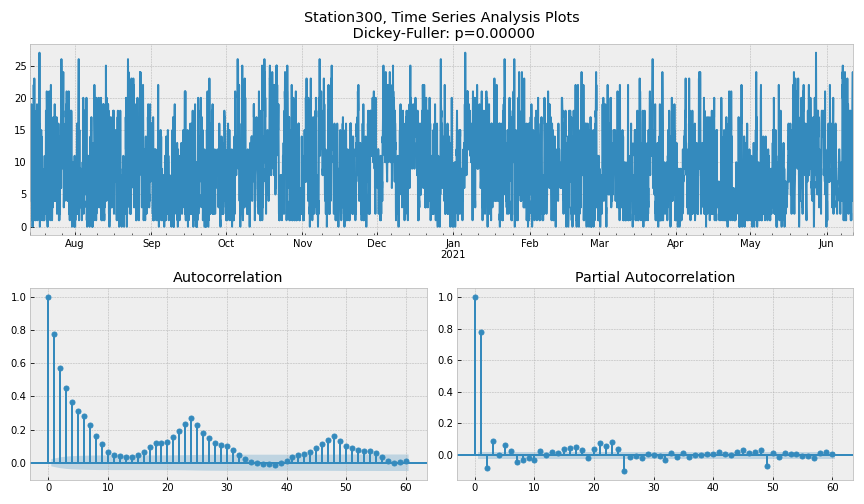 Station300, Time Series Analysis Plots
Dickey-Fuller: p=0.00000
25
20
15
10
5
0
Aug Sep Oct Nov Dec Jan Feb Mar Apr May Jun
2021
Autocorrelation Partial Autocorrelation
1.0 1.0
0.8 0.8
0.6 0.6
0.4 0.4
0.2 0.2
0.0 0.0
0 10 20 30 40 50 60 0 10 20 30 40 50 60